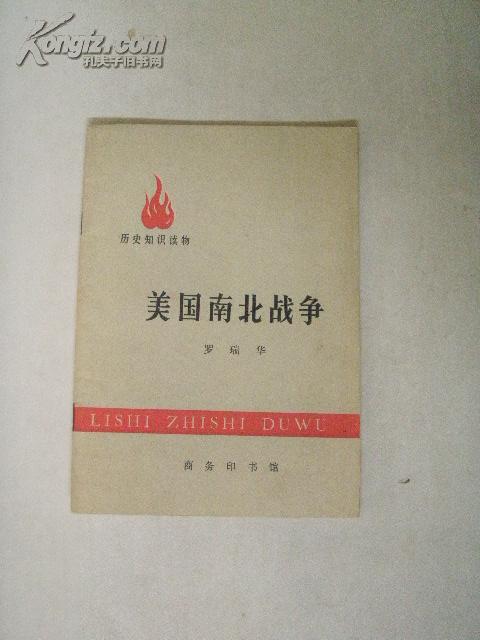 Kongfz.com
孔夫子旧书网
历史知识读物
美国南北战争
罗瑞华
LISHI ZHISHI DUWU
商务印书馆